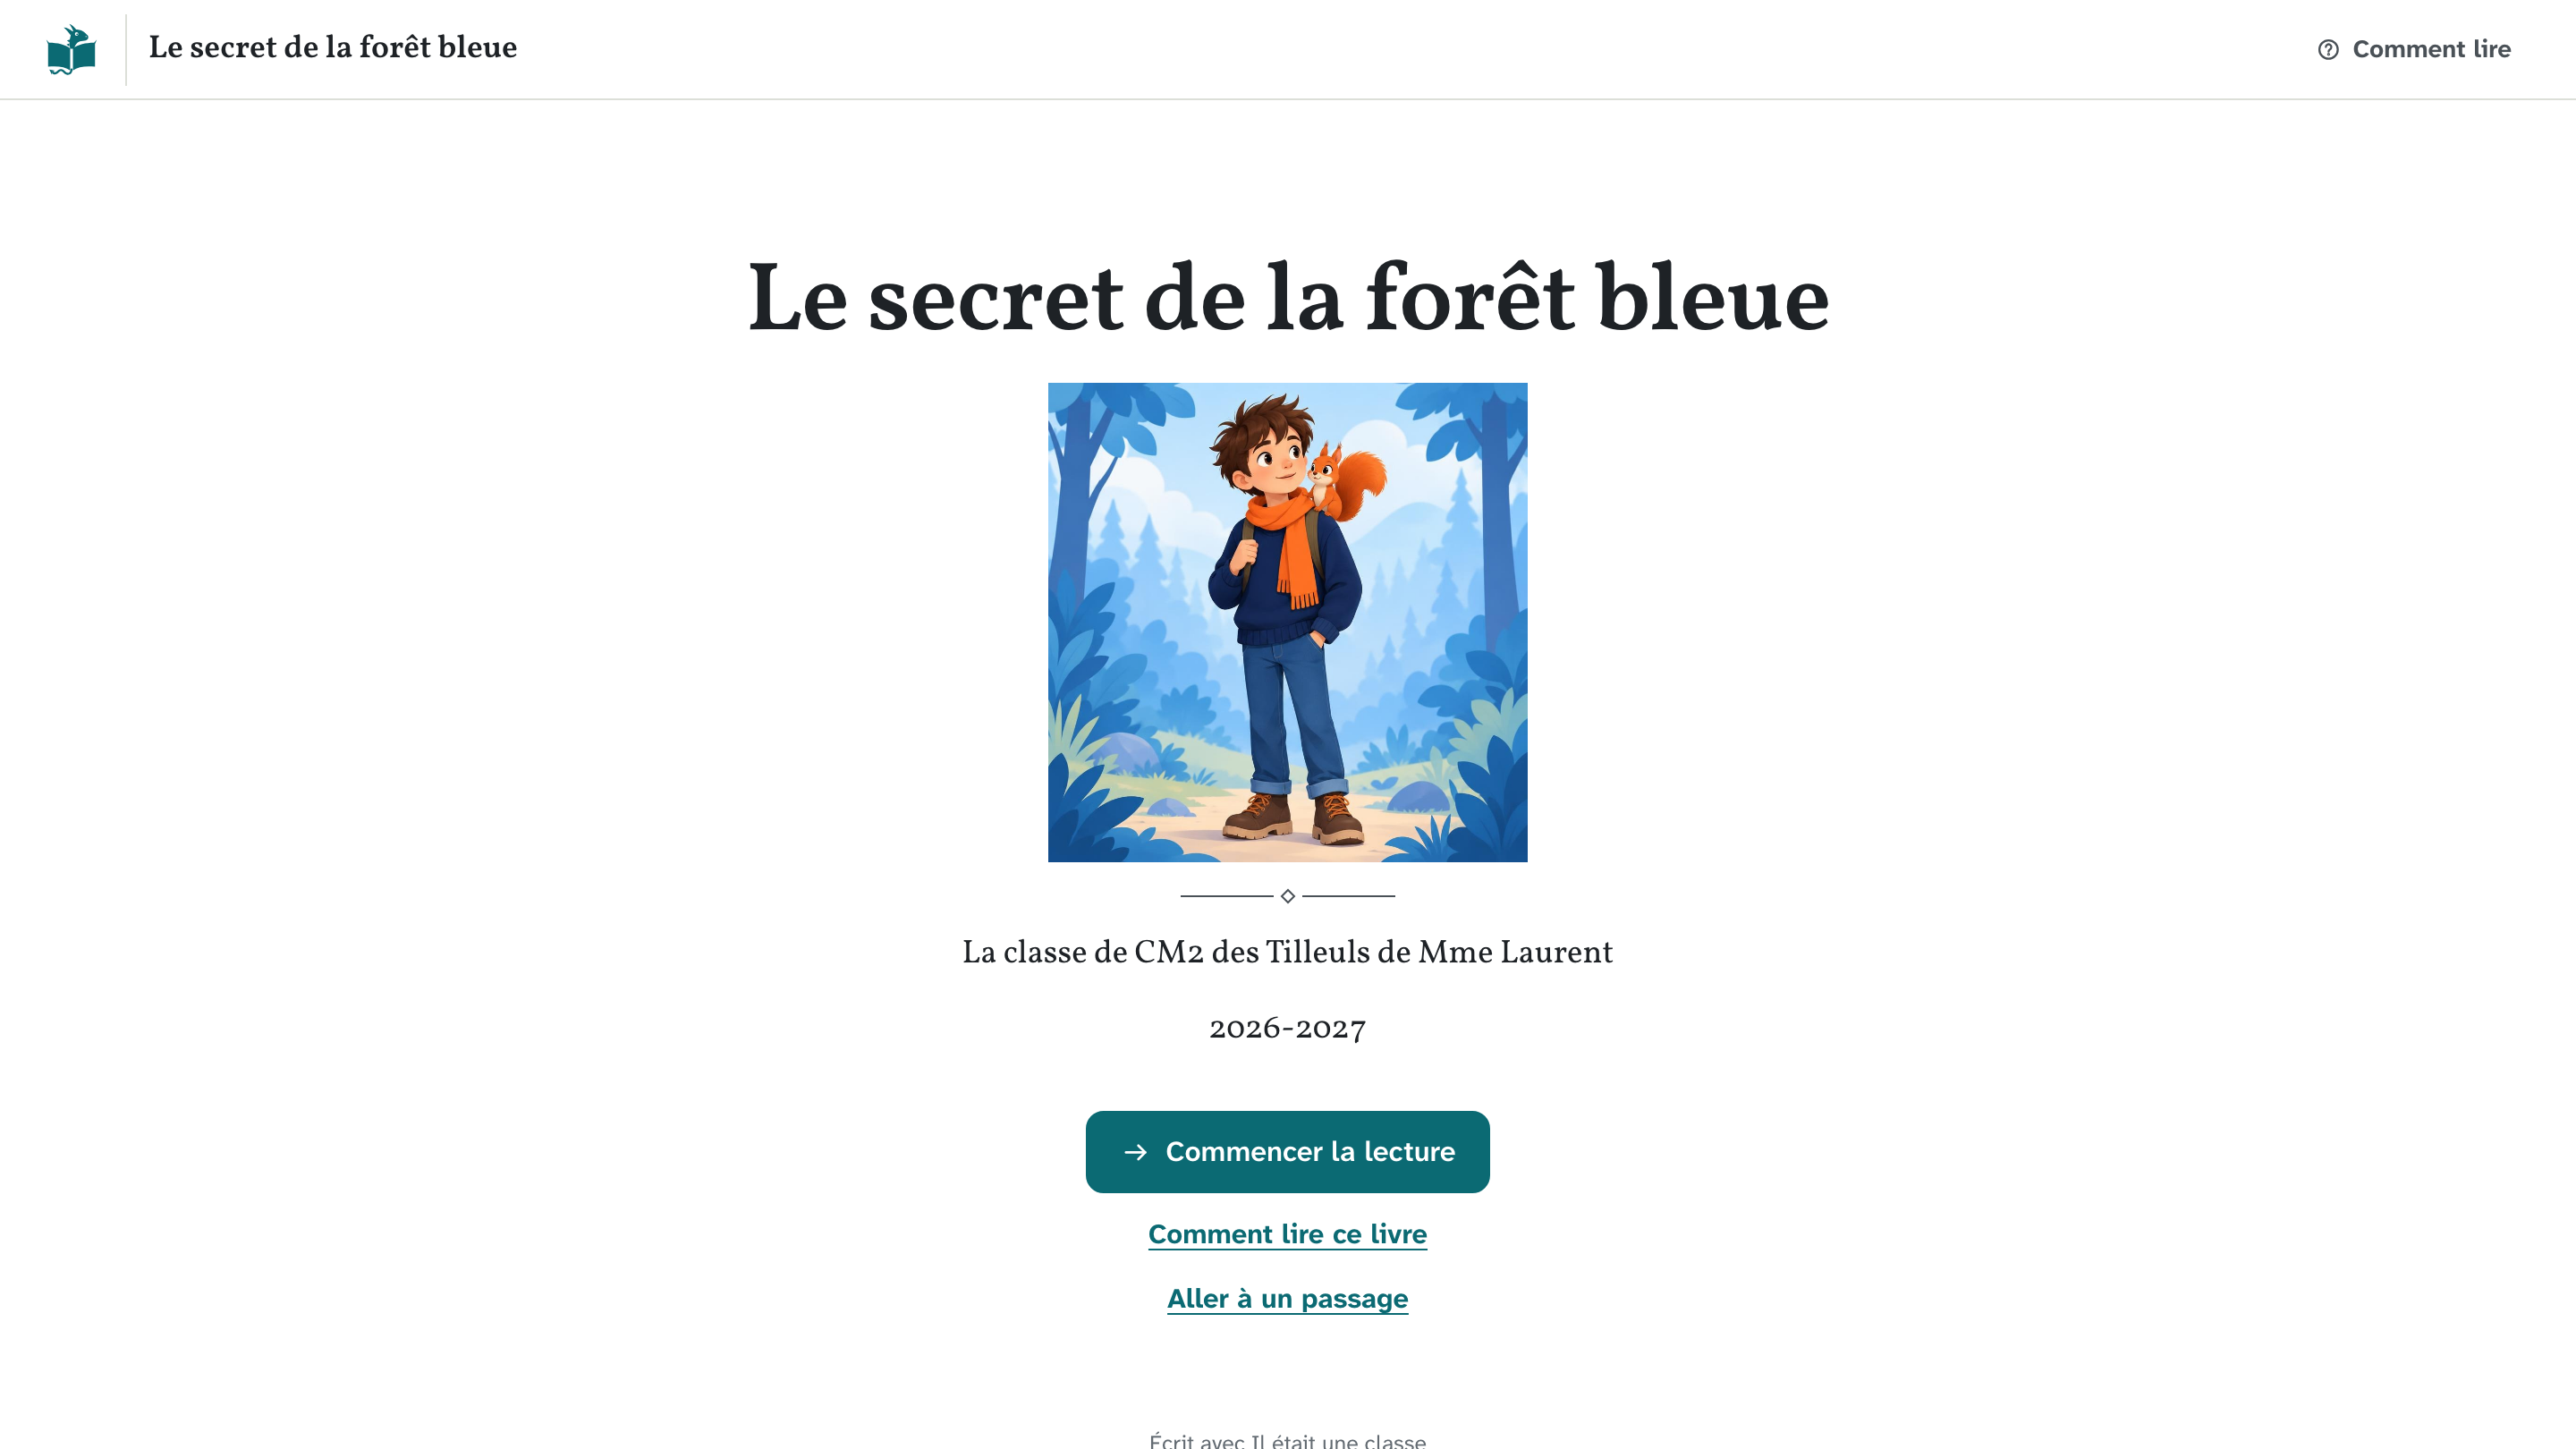 Le secret de la forêt bleue
Comment lire
Le secret de la forêt bleue
La classe de CM2 des Tilleuls de Mme Laurent
2026-2027
Commencer la lecture
Comment lire ce livre
Aller à un passage
Écrit avec Il était une classe